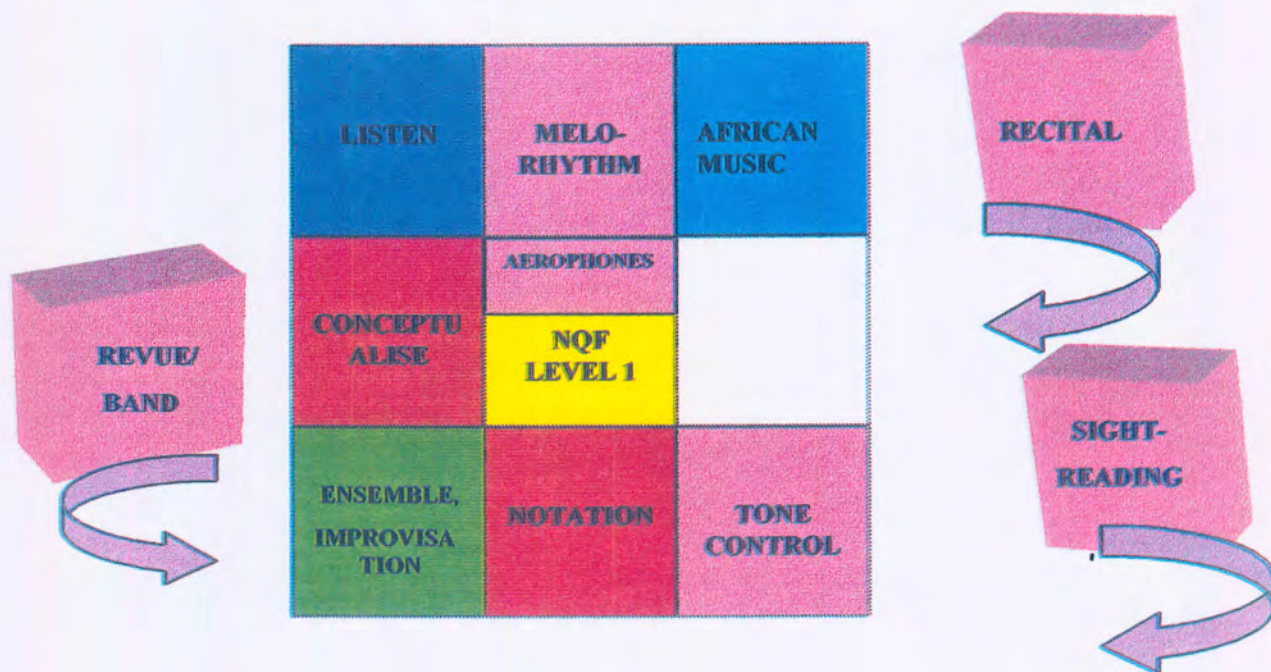 LISTEN
MELO-
RHYTHM
AFRICAN
MUSIC
RECITAL
REVUE/
BAND
CONCEPTU
ALISE
AEROPHONES
NQF
LEVEL 1
SIGHT-
READING
ENSEMBLE,
IMPROVISA
TION
NOTATION
TONE
CONTROL